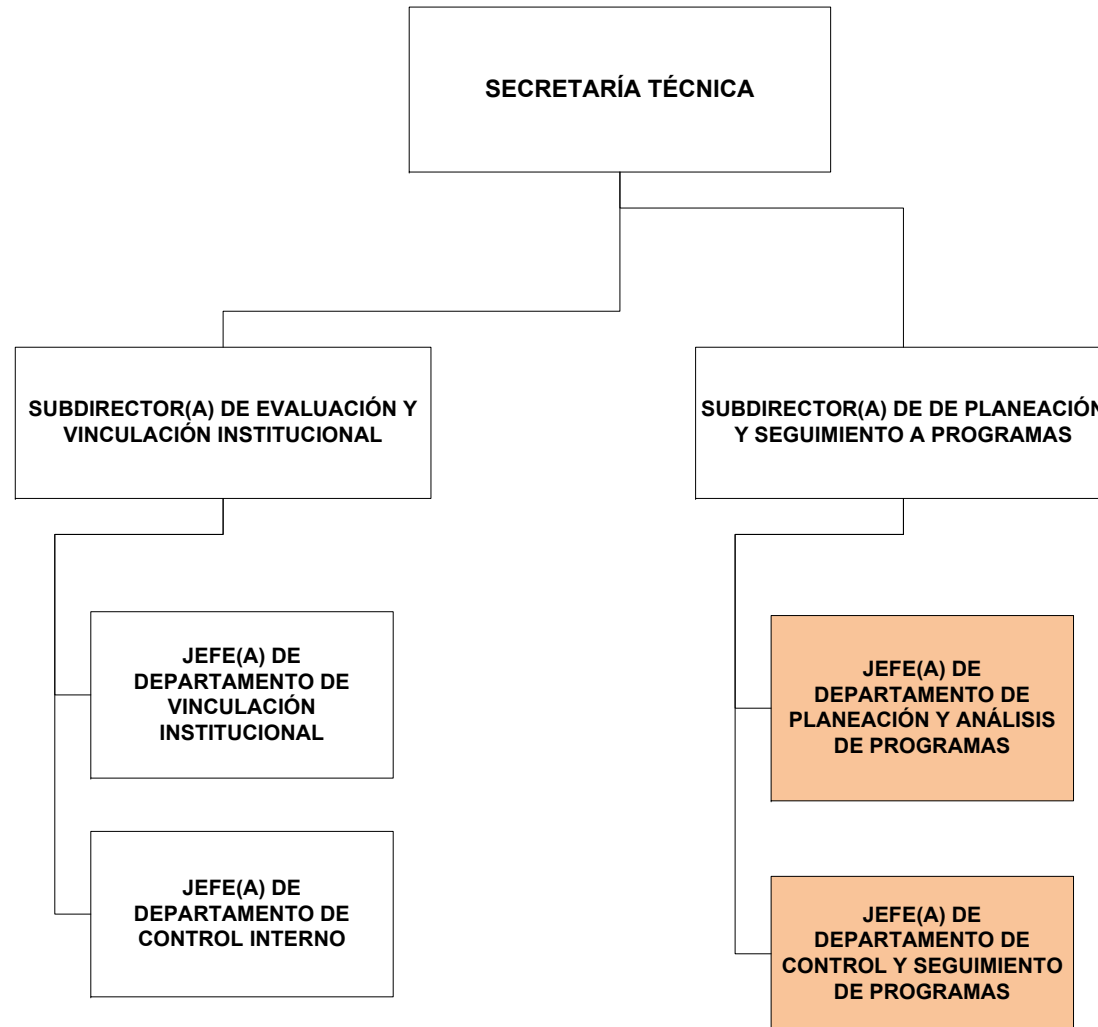 SECRETARÍA TÉCNICA
SUBDIRECTOR(A) DE EVALUACIÓN Y
VINCULACIÓN INSTITUCIONAL
SUBDIRECTOR(A) DE DE PLANEACIÓN
Y SEGUIMIENTO A PROGRAMAS
JEFE(A) DE
DEPARTAMENTO DE
VINCULACIÓN
INSTITUCIONAL
JEFE(A) DE
DEPARTAMENTO DE
PLANEACIÓN Y ANÁLISIS
DE PROGRAMAS
JEFE(A) DE
DEPARTAMENTO DE
CONTROL INTERNO
JEFE(A) DE
DEPARTAMENTO DE
CONTROL Y SEGUIMIENTO
DE PROGRAMAS